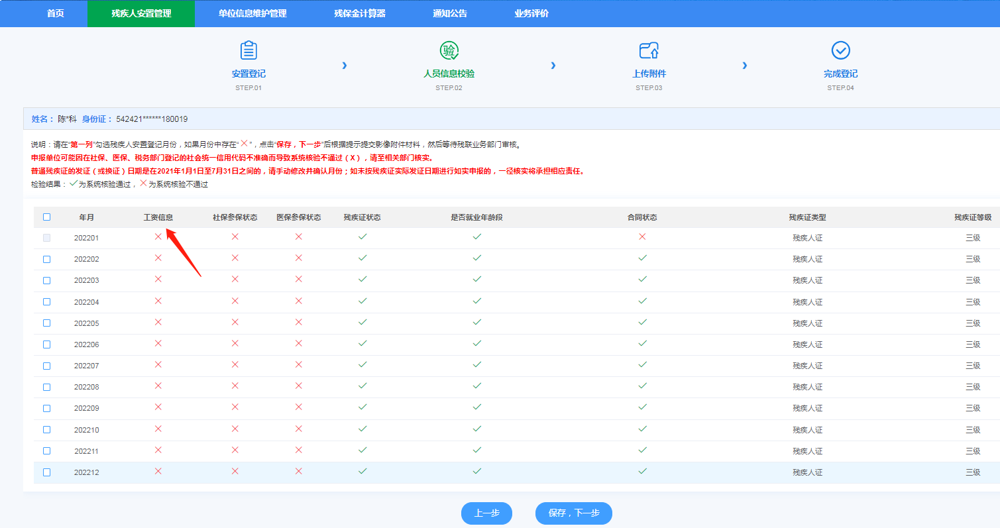 首页 残疾人安置管理 单位信息维护管理 残保金计算器 通知公告 业务评价
验
安置登记 人员信息校验 上传附件 完成登记
STEP.01 STEP.02 STEP.03 STEP.04
姓名： 陈*科 身份证： 542421******180019
说明：请在“第一列”勾选残疾人安置登记月份，如果月份中存在“×”，点击“保存，下一步”后根据提示提交影像附件材料，然后等待残联业务部门审核。
申报单位可能因在社保、医保、税务部门登记的社会统一信用代码不准确而导致系统核验不通过（X），请至相关部门核实。
普通残疾证的发证（或换证）日期是在2021年1月1日至7月31日之间的，请手动修改并确认月份；如未按残疾证实际发证日期进行如实申报的，一径核实将承担相应责任。
检验结果：✓为系统核验通过，×为系统核验不通过
年月 工资信息 社保参保状态 医保参保状态 残疾证状态 是否就业年龄段 合同状态 残疾证类型 残疾证等级
202201 × × × ✓ ✓ × 残疾人证 三级
202202 × × × ✓ ✓ ✓ 残疾人证 三级
202203 × × × ✓ ✓ ✓ 残疾人证 三级
202204 × × × ✓ ✓ ✓ 残疾人证 三级
202205 × × × ✓ ✓ ✓ 残疾人证 三级
202206 × × × ✓ ✓ ✓ 残疾人证 三级
202207 × × × ✓ ✓ ✓ 残疾人证 三级
202208 × × × ✓ ✓ ✓ 残疾人证 三级
202209 × × × ✓ ✓ ✓ 残疾人证 三级
202210 × × × ✓ ✓ ✓ 残疾人证 三级
202211 × × × ✓ ✓ ✓ 残疾人证 三级
202212 × × × ✓ ✓ ✓ 残疾人证 三级
上一步 保存，下一步